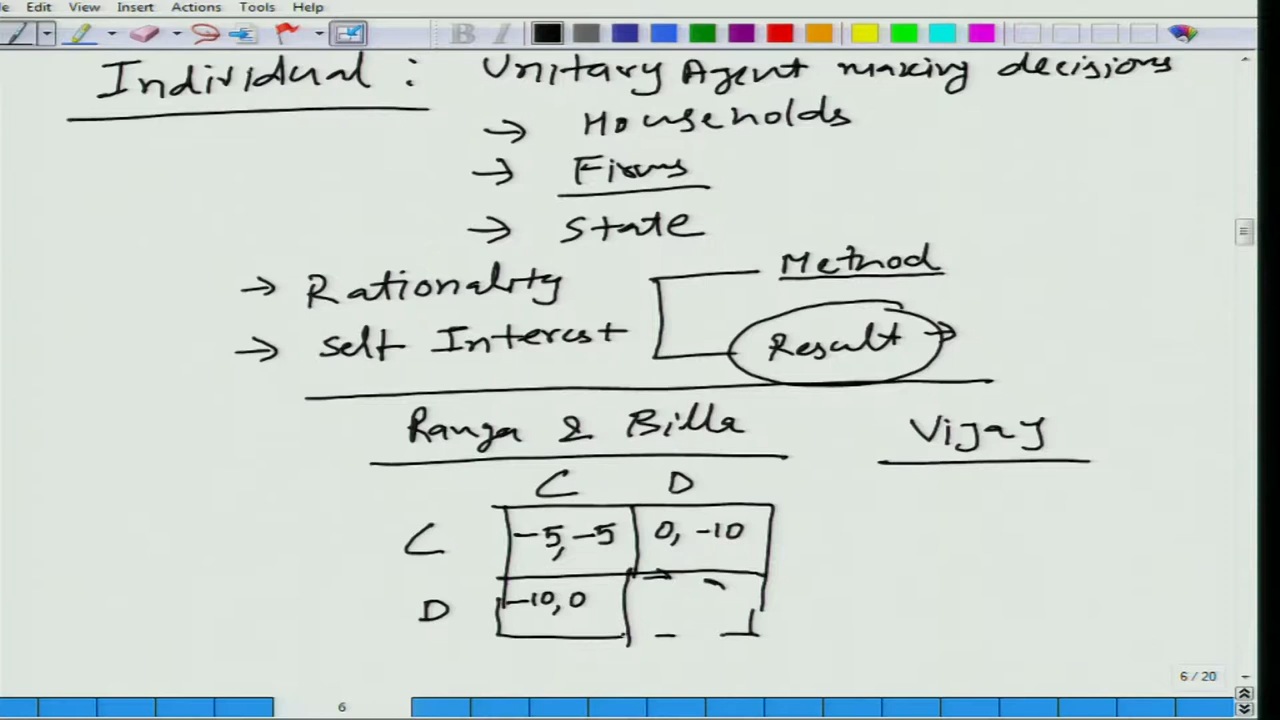 Edit View Insert Actions Tools Help
B I
Individual : Unitary Agent making decisions
→ Households
→ Firms
→ State
→ Rationality
Method
→ Self Interest
Result →
Ranga & Billa
Vijay
C D
C -5, -5 0, -10
D -10, 0
6 / 20
6